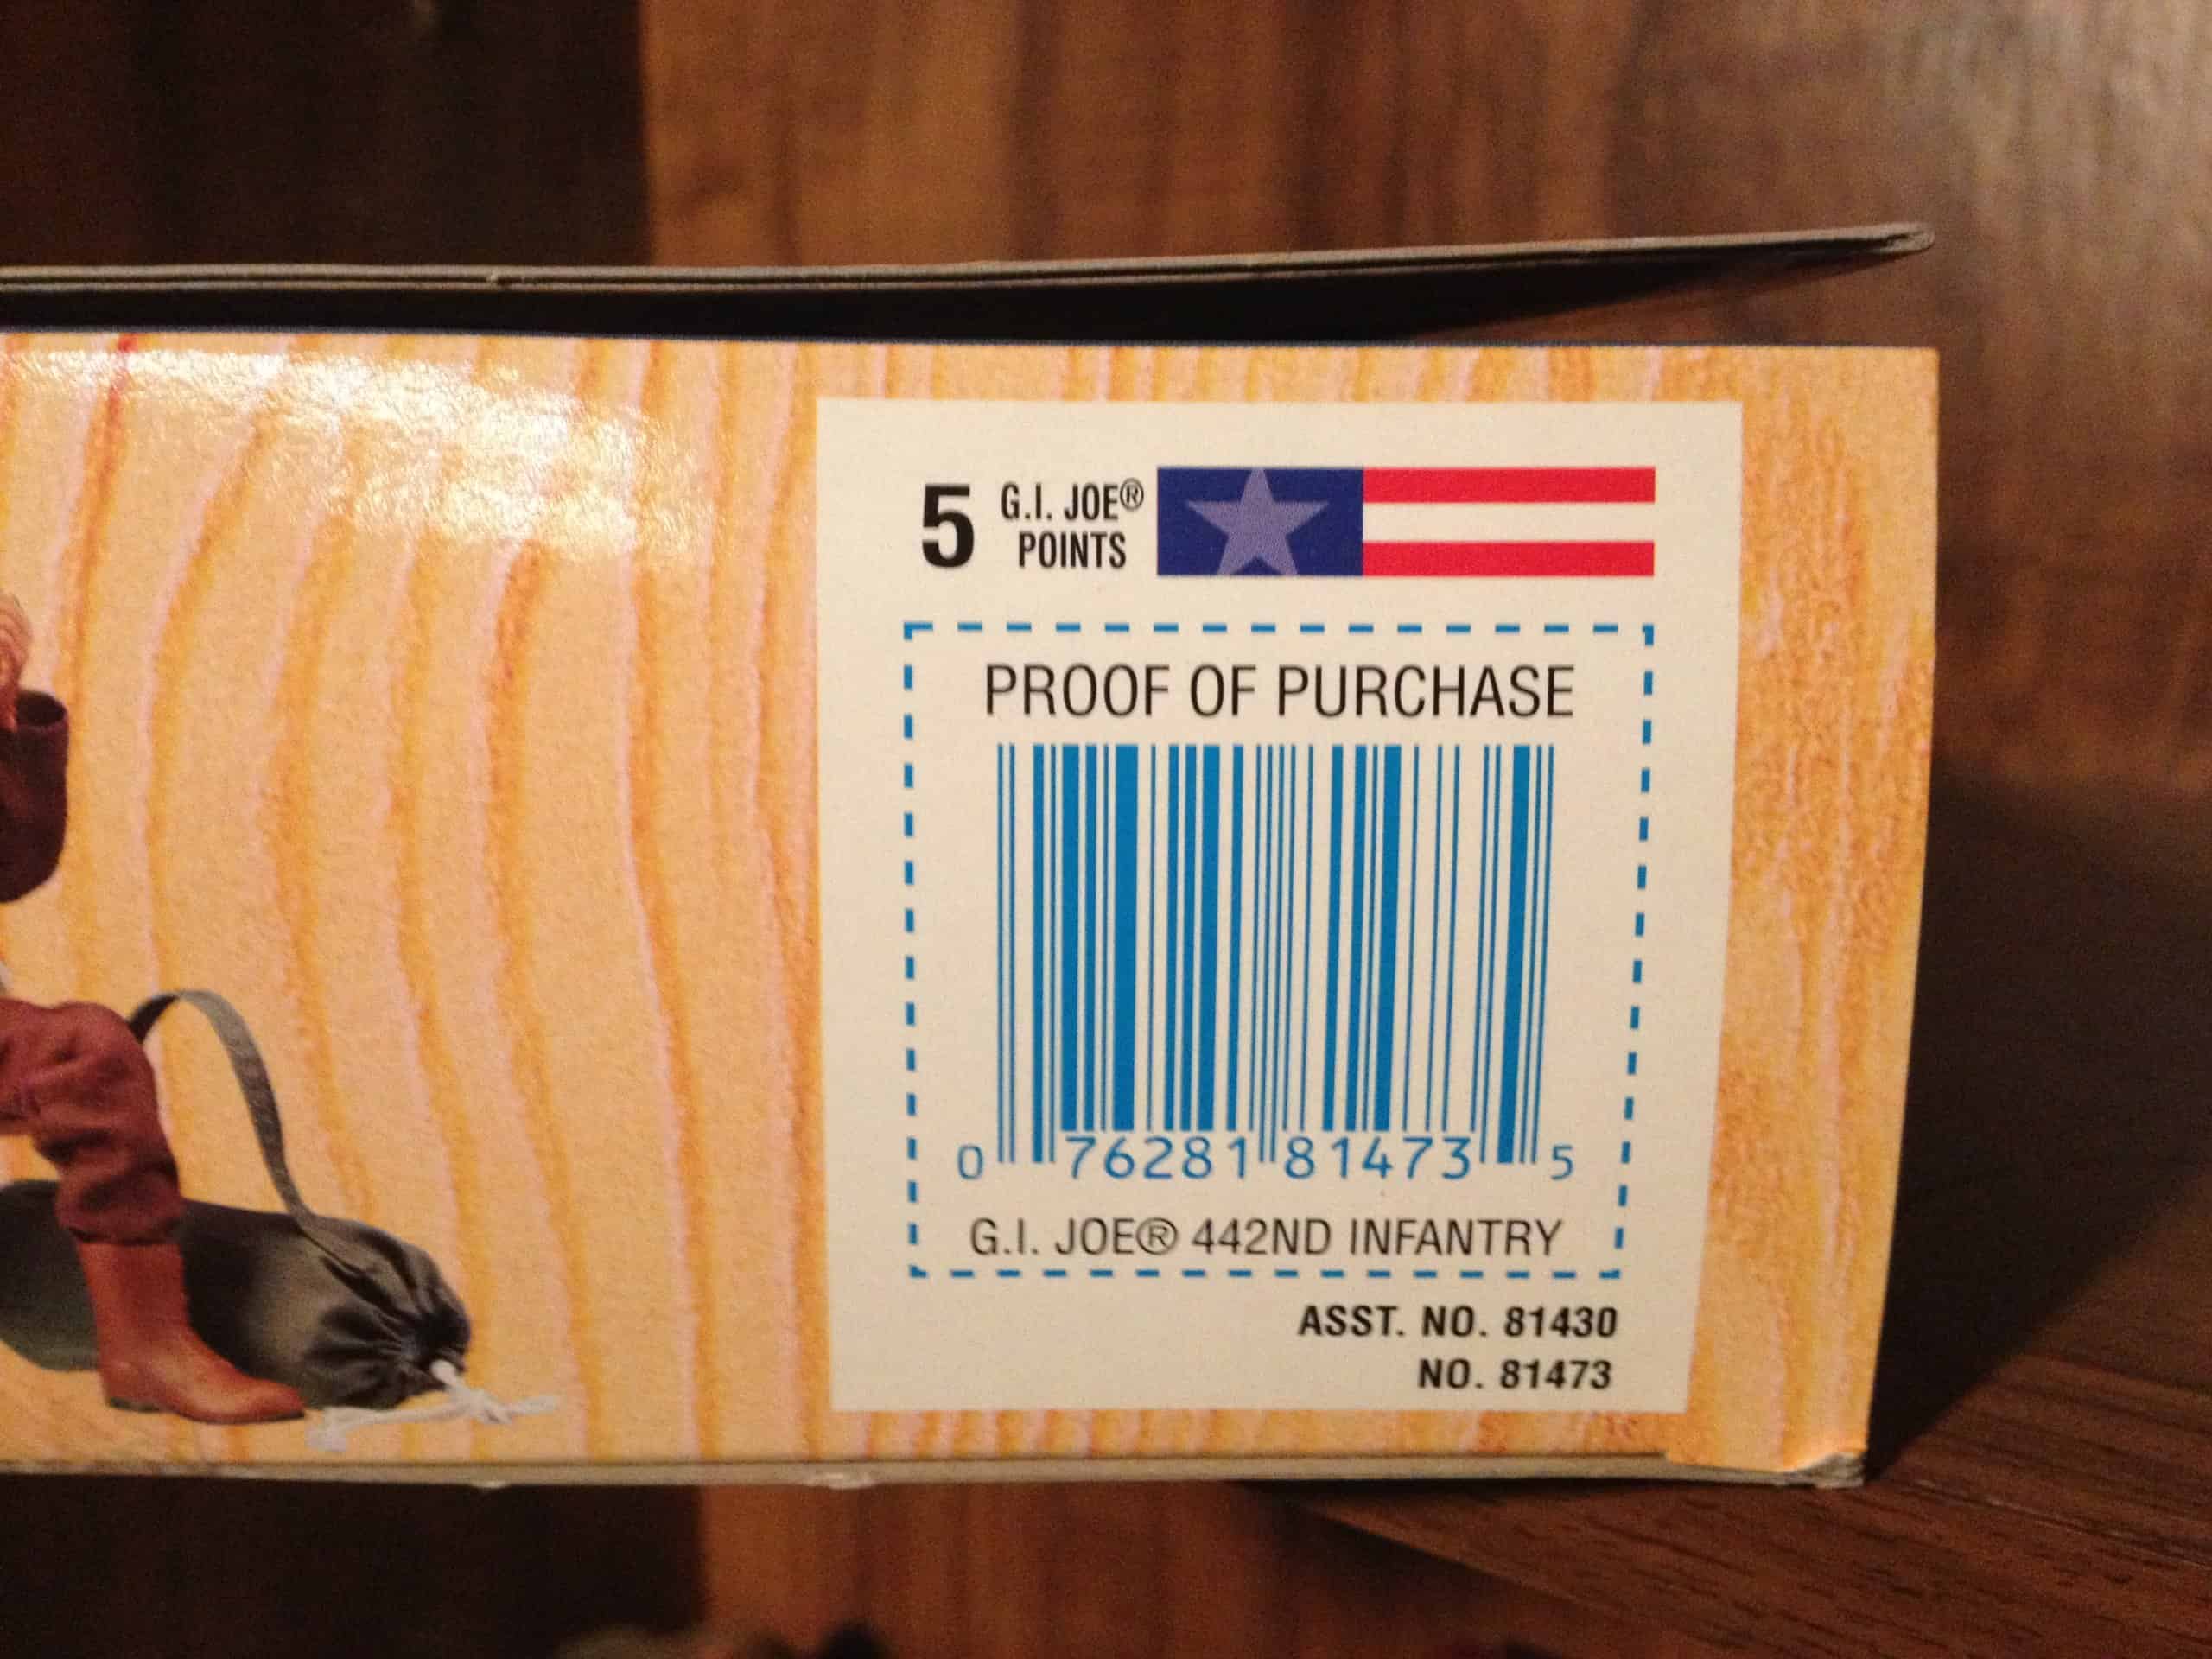 5 G.I. JOE®
POINTS
PROOF OF PURCHASE
0 76281 81473 5
G.I. JOE® 442ND INFANTRY
ASST. NO. 81430
NO. 81473